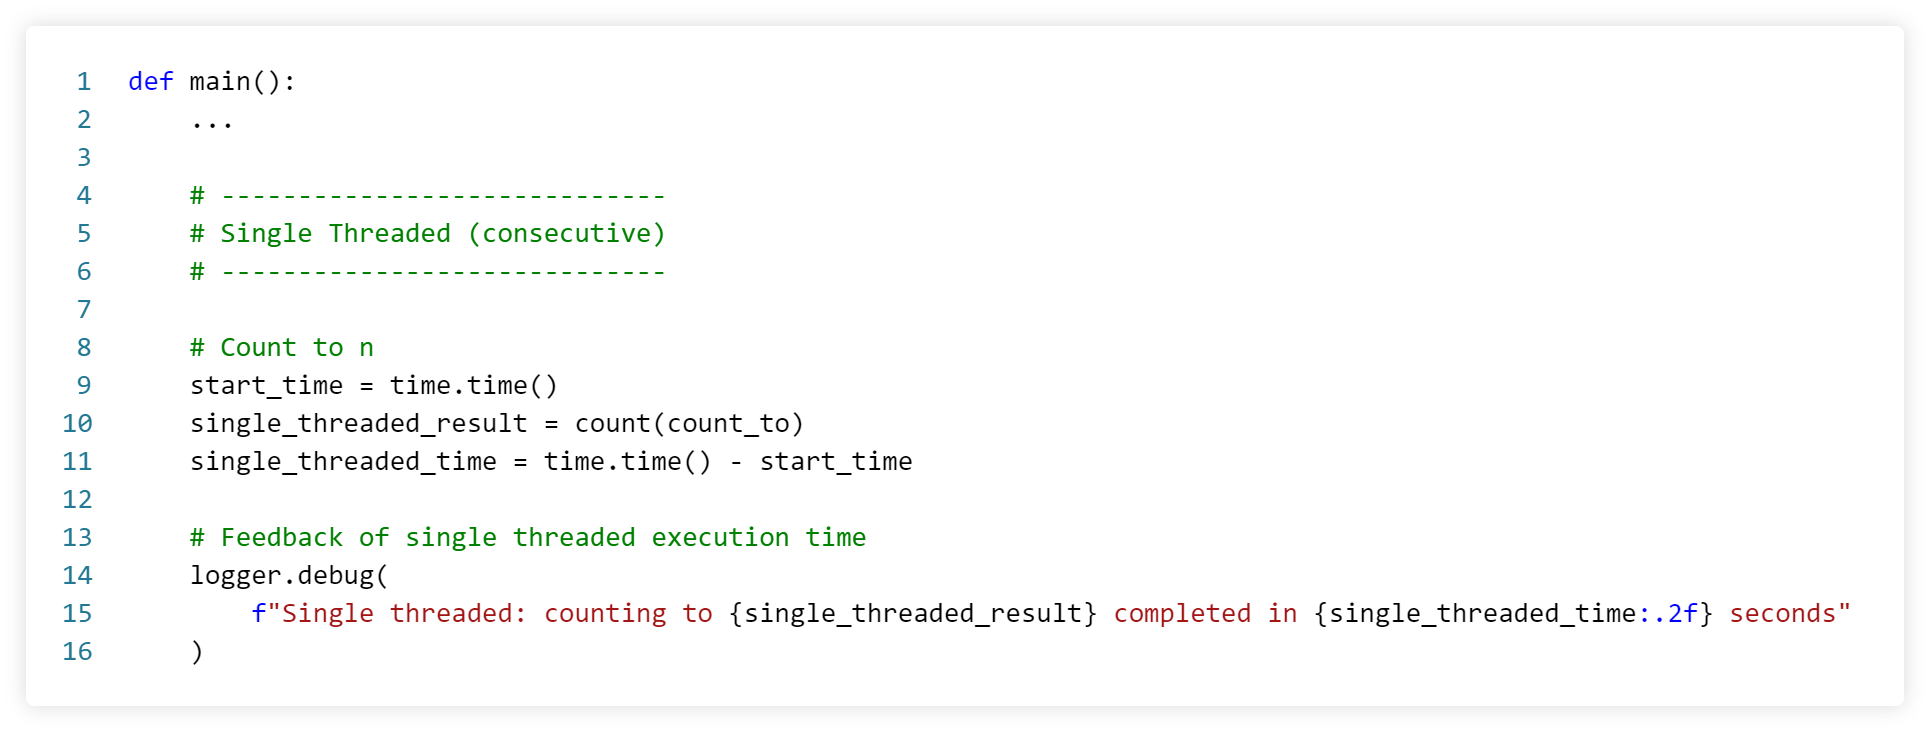 1 def main():
2     ...
3
4     # -----------------------------
5     # Single Threaded (consecutive)
6     # -----------------------------
7
8     # Count to n
9     start_time = time.time()
10     single_threaded_result = count(count_to)
11     single_threaded_time = time.time() - start_time
12
13     # Feedback of single threaded execution time
14     logger.debug(
15         f"Single threaded: counting to {single_threaded_result} completed in {single_threaded_time:.2f} seconds"
16     )